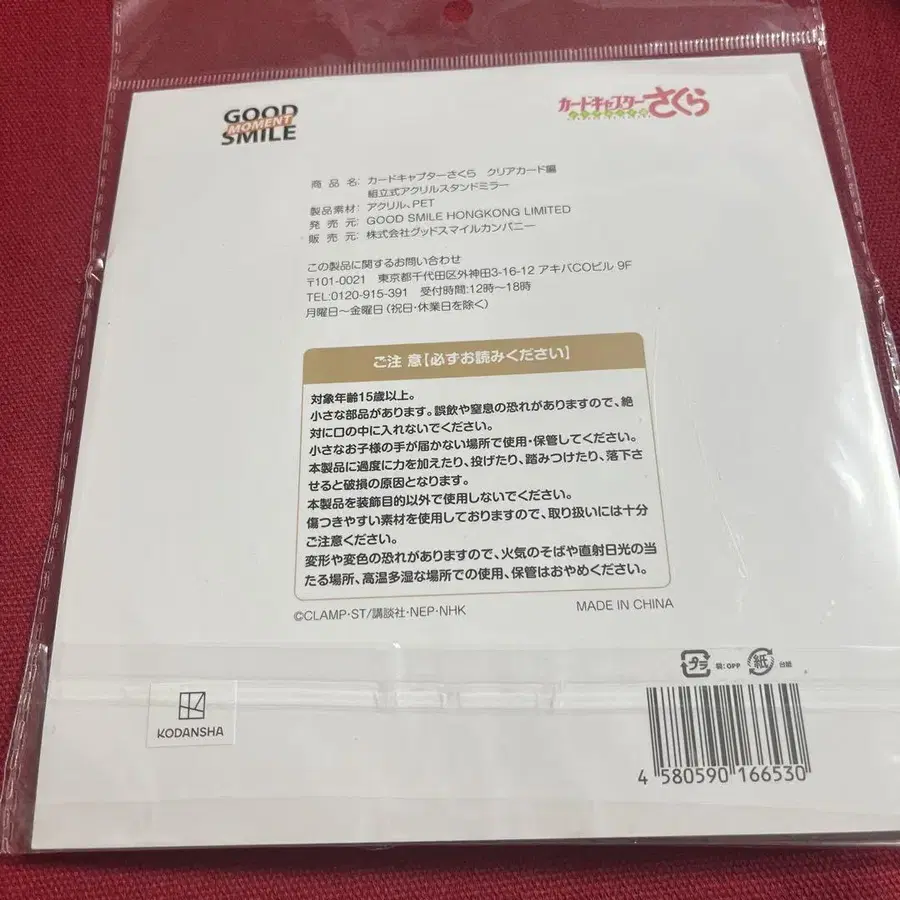 GOOD
MOMENT
SMILE
カードキャプターさくら
商品名: カードキャプターさくら クリアカード編
組立式アクリルスタンドミラー
製品素材: アクリル、PET
発売元: GOOD SMILE HONGKONG LIMITED
販売元: 株式会社グッドスマイルカンパニー
この製品に関するお問い合わせ
〒101-0021 東京都千代田区外神田3-16-12 アキバCOビル 9F
TEL:0120-915-391 受付時間:12時～18時
月曜日～金曜日(祝日・休業日を除く)
ご注意【必ずお読みください】
対象年齢15歳以上。
小さな部品があります。誤飲や窒息の恐れがありますので、絶
対に口の中に入れないでください。
小さなお子様の手が届かない場所で使用・保管してください。
本製品に過度に力を加えたり、投げたり、踏みつけたり、落下さ
せると破損の原因となります。
本製品を装飾目的以外で使用しないでください。
傷つきやすい素材を使用しておりますので、取り扱いには十分
ご注意ください。
変形や変色の恐れがありますので、火気のそばや直射日光の当
たる場所、高温多湿な場所での使用、保管はおやめください。
©CLAMP・ST/講談社・NEP・NHK
MADE IN CHINA
プラ 袋:OPP 紙 台紙
KODANSHA
4 580590 166530